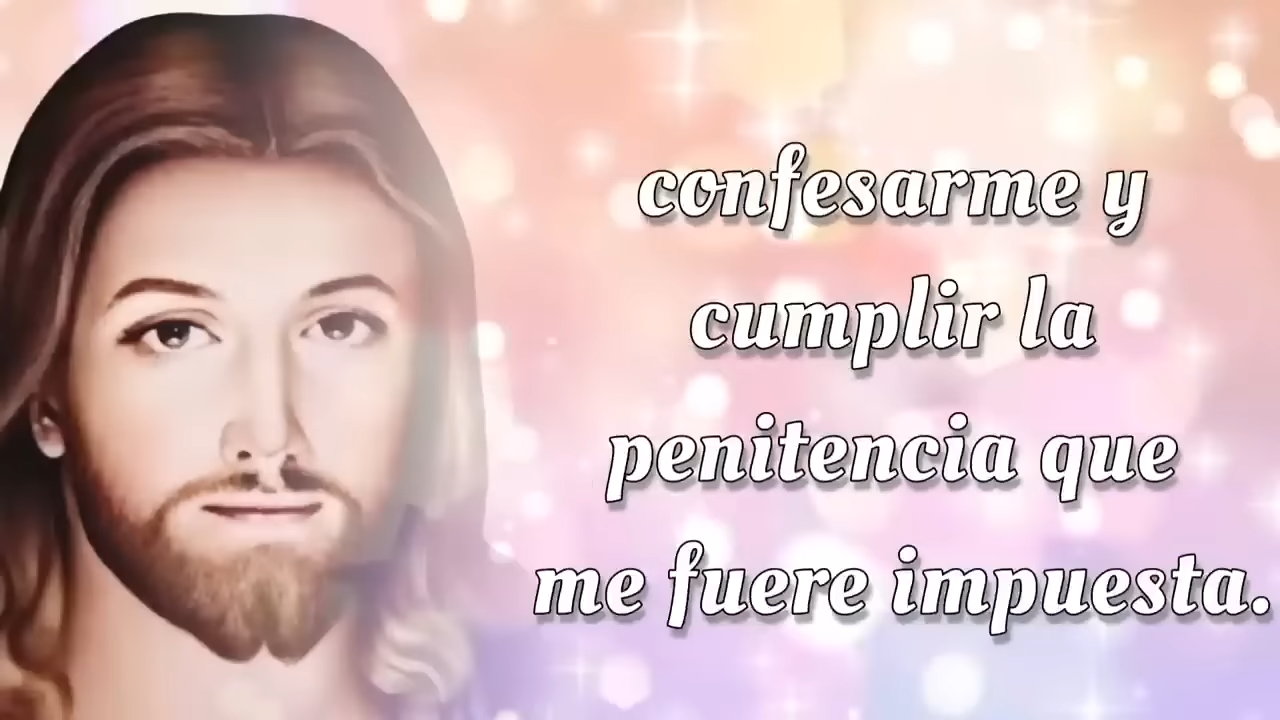 confesarme y
cumplir la
penitencia que
me fuere impuesta.